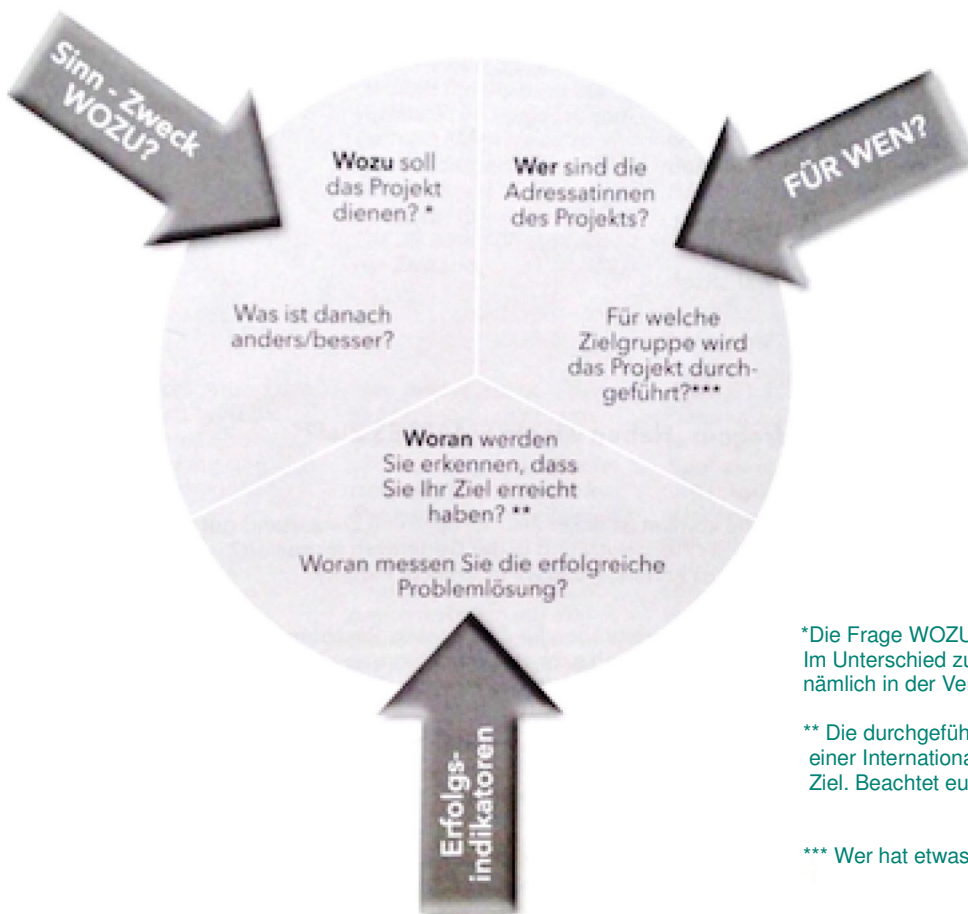 Sinn - Zweck
WOZU?
FÜR WEN?
Wozu soll
das Projekt
dienen? *
Was ist danach
anders/besser?
Wer sind die
Adressatinnen
des Projekts?
Für welche
Zielgruppe wird
das Projekt durch-
geführt?***
Woran werden
Sie erkennen, dass
Sie Ihr Ziel erreicht
haben? **
Woran messen Sie die erfolgreiche
Problemlösung?
Erfolgs-
indikatoren
*Die Frage WOZU
Im Unterschied zu
nämlich in der Ve
** Die durchgefüh
einer Internationa
Ziel. Beachtet eu
*** Wer hat etwas